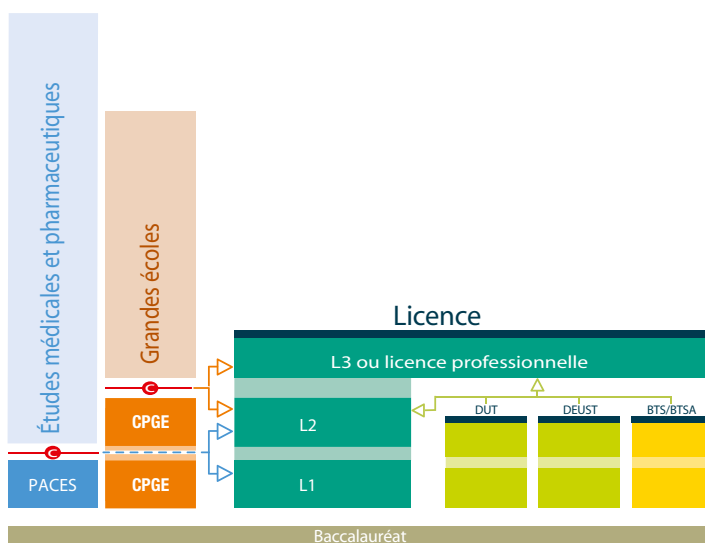 Études médicales et pharmaceutiques
Grandes écoles
Licence
L3 ou licence professionnelle
C
CPGE
L2
DUT
DEUST
BTS/BTSA
C
PACES
CPGE
L1
Baccalauréat